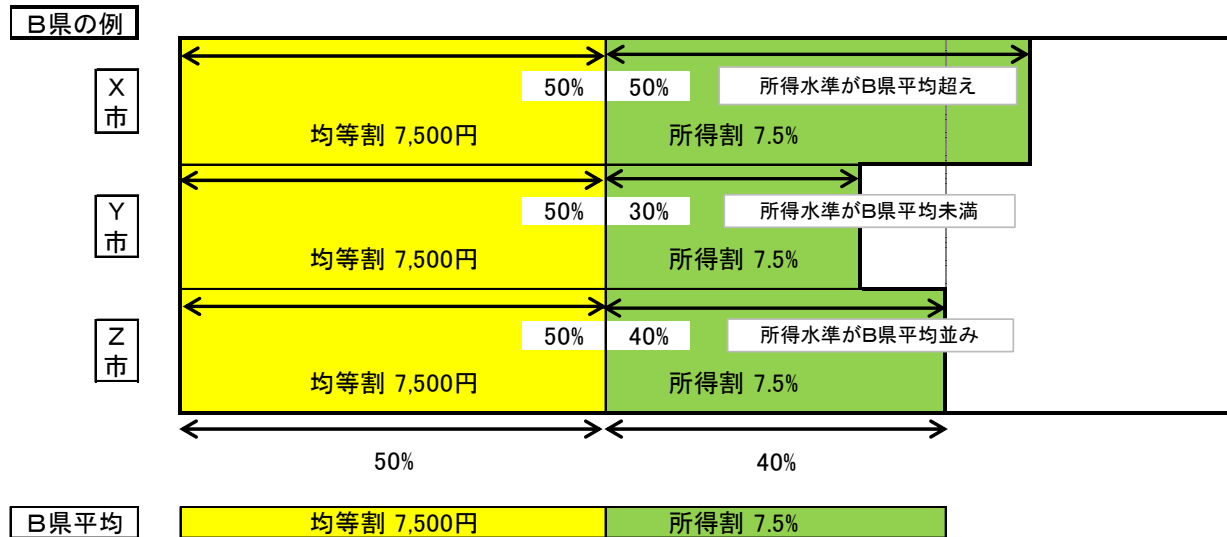 B県の例
X
市
50%
50%
所得水準がB県平均超え
均等割 7,500円
所得割 7.5%
Y
市
50%
30%
所得水準がB県平均未満
均等割 7,500円
所得割 7.5%
Z
市
50%
40%
所得水準がB県平均並み
均等割 7,500円
所得割 7.5%
50%
40%
B県平均
均等割 7,500円
所得割 7.5%